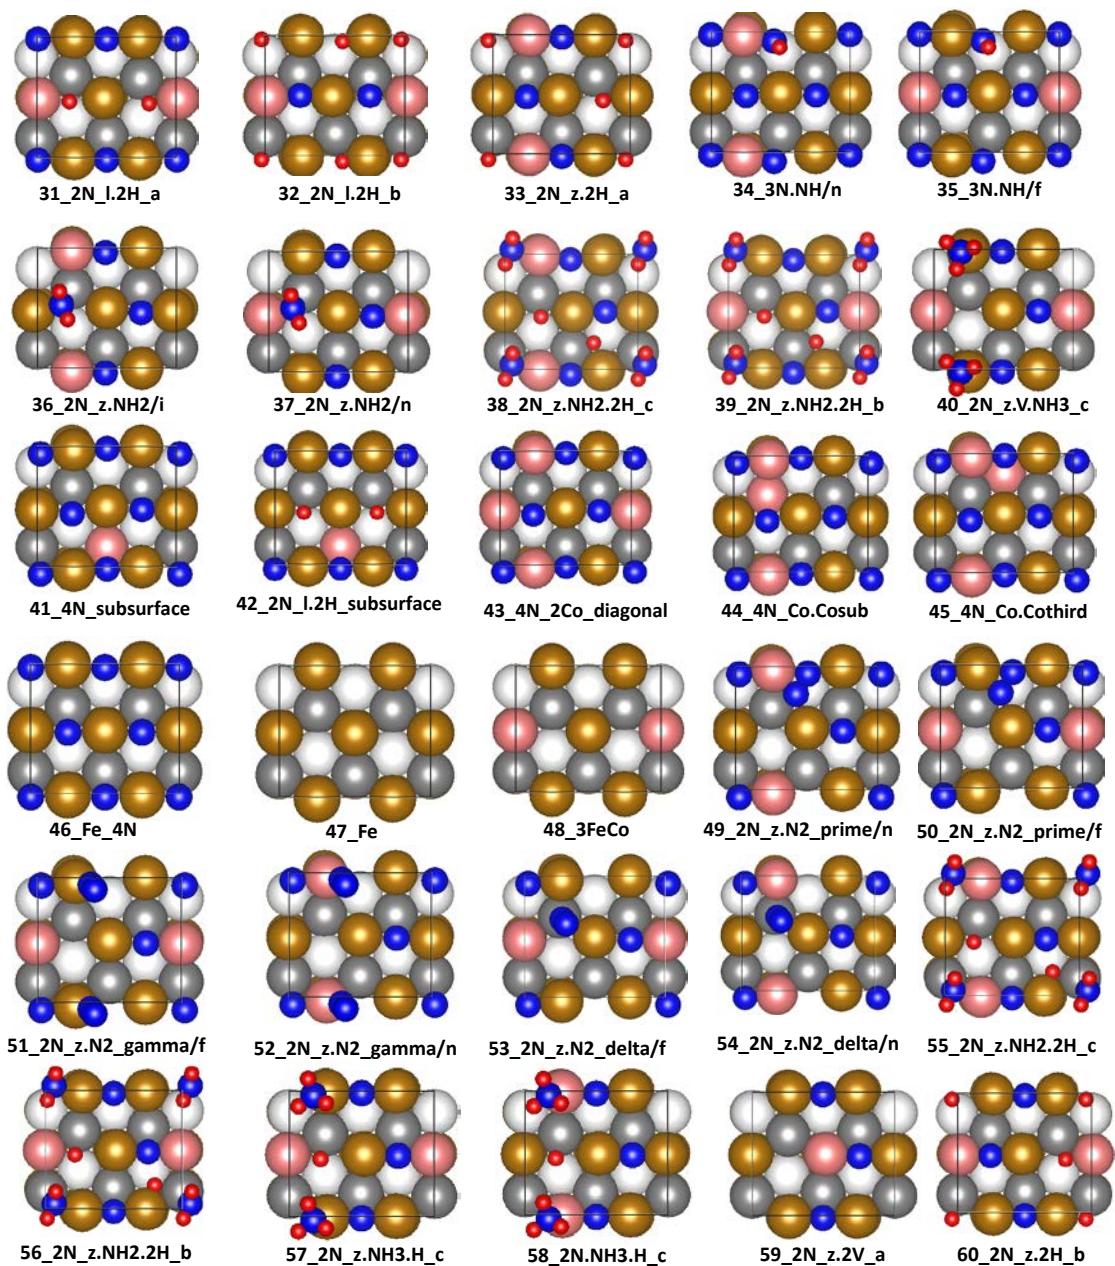 31_2N_l.2H_a
32_2N_l.2H_b
33_2N_z.2H_a
34_3N.NH/n
35_3N.NH/f
36_2N_z.NH2/i
37_2N_z.NH2/n
38_2N_z.NH2.2H_c
39_2N_z.NH2.2H_b
40_2N_z.V.NH3_c
41_4N_subsurface
42_2N_l.2H_subsurface
43_4N_2Co_diagonal
44_4N_Co.Cosub
45_4N_Co.Cothird
46_Fe_4N
47_Fe
48_3FeCo
49_2N_z.N2_prime/n
50_2N_z.N2_prime/f
51_2N_z.N2_gamma/f
52_2N_z.N2_gamma/n
53_2N_z.N2_delta/f
54_2N_z.N2_delta/n
55_2N_z.NH2.2H_c
56_2N_z.NH2.2H_b
57_2N_z.NH3.H_c
58_2N.NH3.H_c
59_2N_z.2V_a
60_2N_z.2H_b